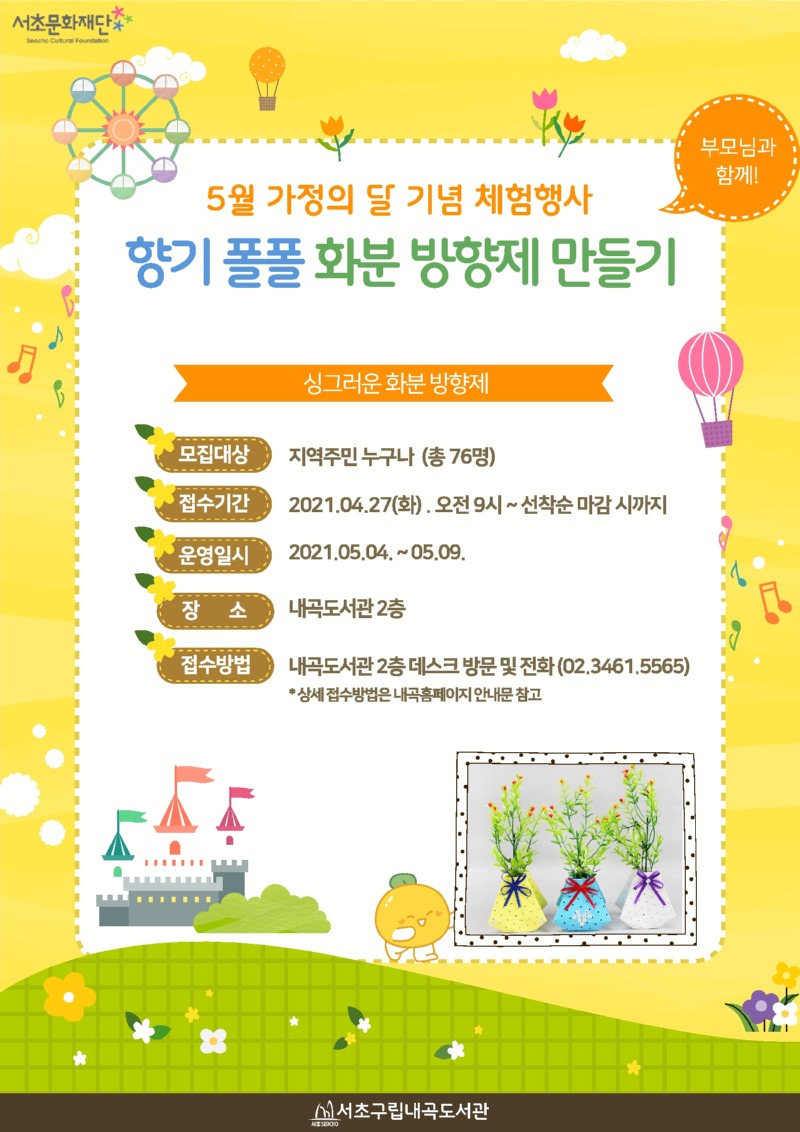 서초문화재단
Seocho Cultural Foundation
부모님과
함께!
5월 가정의 달 기념 체험행사
향기 폴폴 화분 방향제 만들기
싱그러운 화분 방향제
모집대상 지역주민 누구나 (총 76명)
접수기간 2021.04.27(화) . 오전 9시 ~ 선착순 마감 시까지
운영일시 2021.05.04. ~ 05.09.
장 소 내곡도서관 2층
접수방법 내곡도서관 2층 데스크 방문 및 전화 (02.3461.5565)
* 상세 접수방법은 내곡홈페이지 안내문 참고
서초 SEOCHO 서초구립내곡도서관